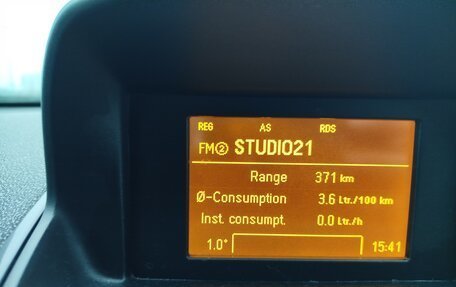 REG AS RDS
FM② STUDIO21
Range 371 km
Ø-Consumption 3.6 Ltr./100 km
Inst. consumpt. 0.0 Ltr./h
1.0° 15:41